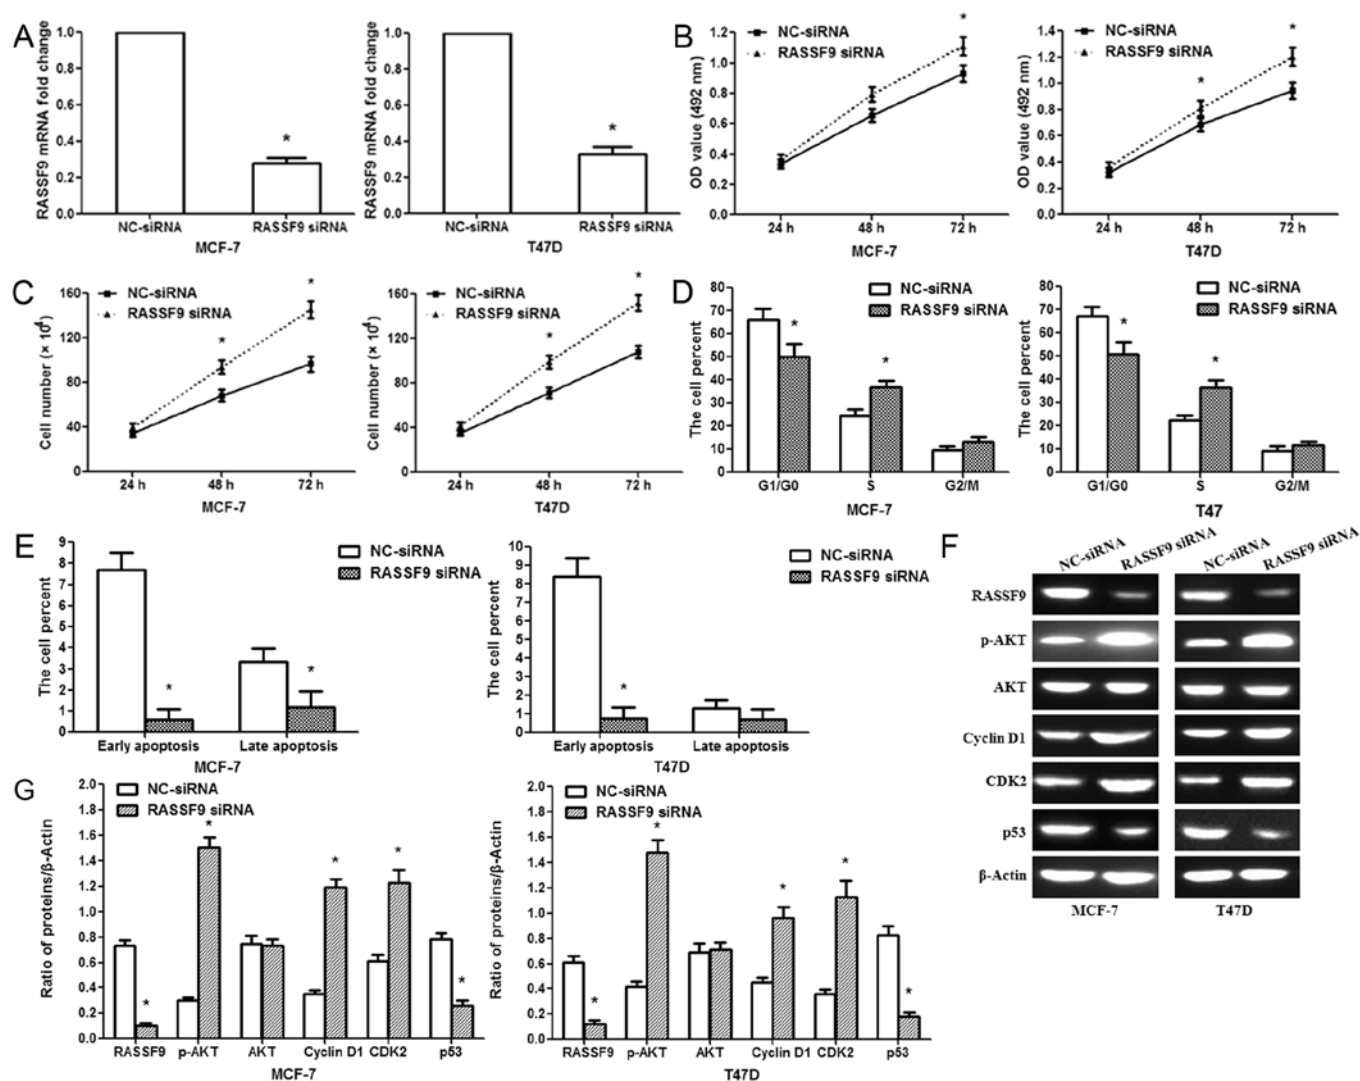 A
RASSF9 mRNA fold change
1.0
0.8
0.6
0.4
0.2
0.0
*
NC-siRNA
RASSF9 siRNA
MCF-7
RASSF9 mRNA fold change
1.0
0.8
0.6
0.4
0.2
0.0
*
NC-siRNA
RASSF9 siRNA
T47D
B
NC-siRNA
RASSF9 siRNA
OD value (492 nm)
1.2
1.0
0.8
0.6
0.4
0.2
0.0
*
24 h
48 h
72 h
MCF-7
NC-siRNA
RASSF9 siRNA
OD value (492 nm)
1.4
1.2
1.0
0.8
0.6
0.4
0.2
0.0
*
*
24 h
48 h
72 h
T47D
C
NC-siRNA
RASSF9 siRNA
Cell number (× 10⁴)
160
120
80
40
0
*
*
24 h
48 h
72 h
MCF-7
NC-siRNA
RASSF9 siRNA
Cell number (× 10⁴)
160
120
80
40
0
*
*
24 h
48 h
72 h
T47D
D
NC-siRNA
RASSF9 siRNA
The cell percent
80
70
60
50
40
30
20
10
0
*
*
G1/G0
S
G2/M
MCF-7
NC-siRNA
RASSF9 siRNA
The cell percent
80
70
60
50
40
30
20
10
0
*
*
G1/G0
S
G2/M
T47
E
NC-siRNA
RASSF9 siRNA
The cell percent
9
8
7
6
5
4
3
2
1
0
*
*
Early apoptosis
Late apoptosis
MCF-7
NC-siRNA
RASSF9 siRNA
The cell percent
10
9
8
7
6
5
4
3
2
1
0
*
Early apoptosis
Late apoptosis
T47D
F
NC-siRNA
RASSF9 siRNA
NC-siRNA
RASSF9 siRNA
RASSF9
p-AKT
AKT
Cyclin D1
CDK2
p53
β-Actin
MCF-7
T47D
G
NC-siRNA
RASSF9 siRNA
Ratio of proteins/β-Actin
2.0
1.8
1.6
1.4
1.2
1.0
0.8
0.6
0.4
0.2
0.0
*
*
*
*
*
RASSF9
p-AKT
AKT
Cyclin D1
CDK2
p53
MCF-7
NC-siRNA
RASSF9 siRNA
Ratio of proteins/β-Actin
2.0
1.8
1.6
1.4
1.2
1.0
0.8
0.6
0.4
0.2
0.0
*
*
*
*
*
RASSF9
p-AKT
AKT
Cyclin D1
CDK2
p53
T47D